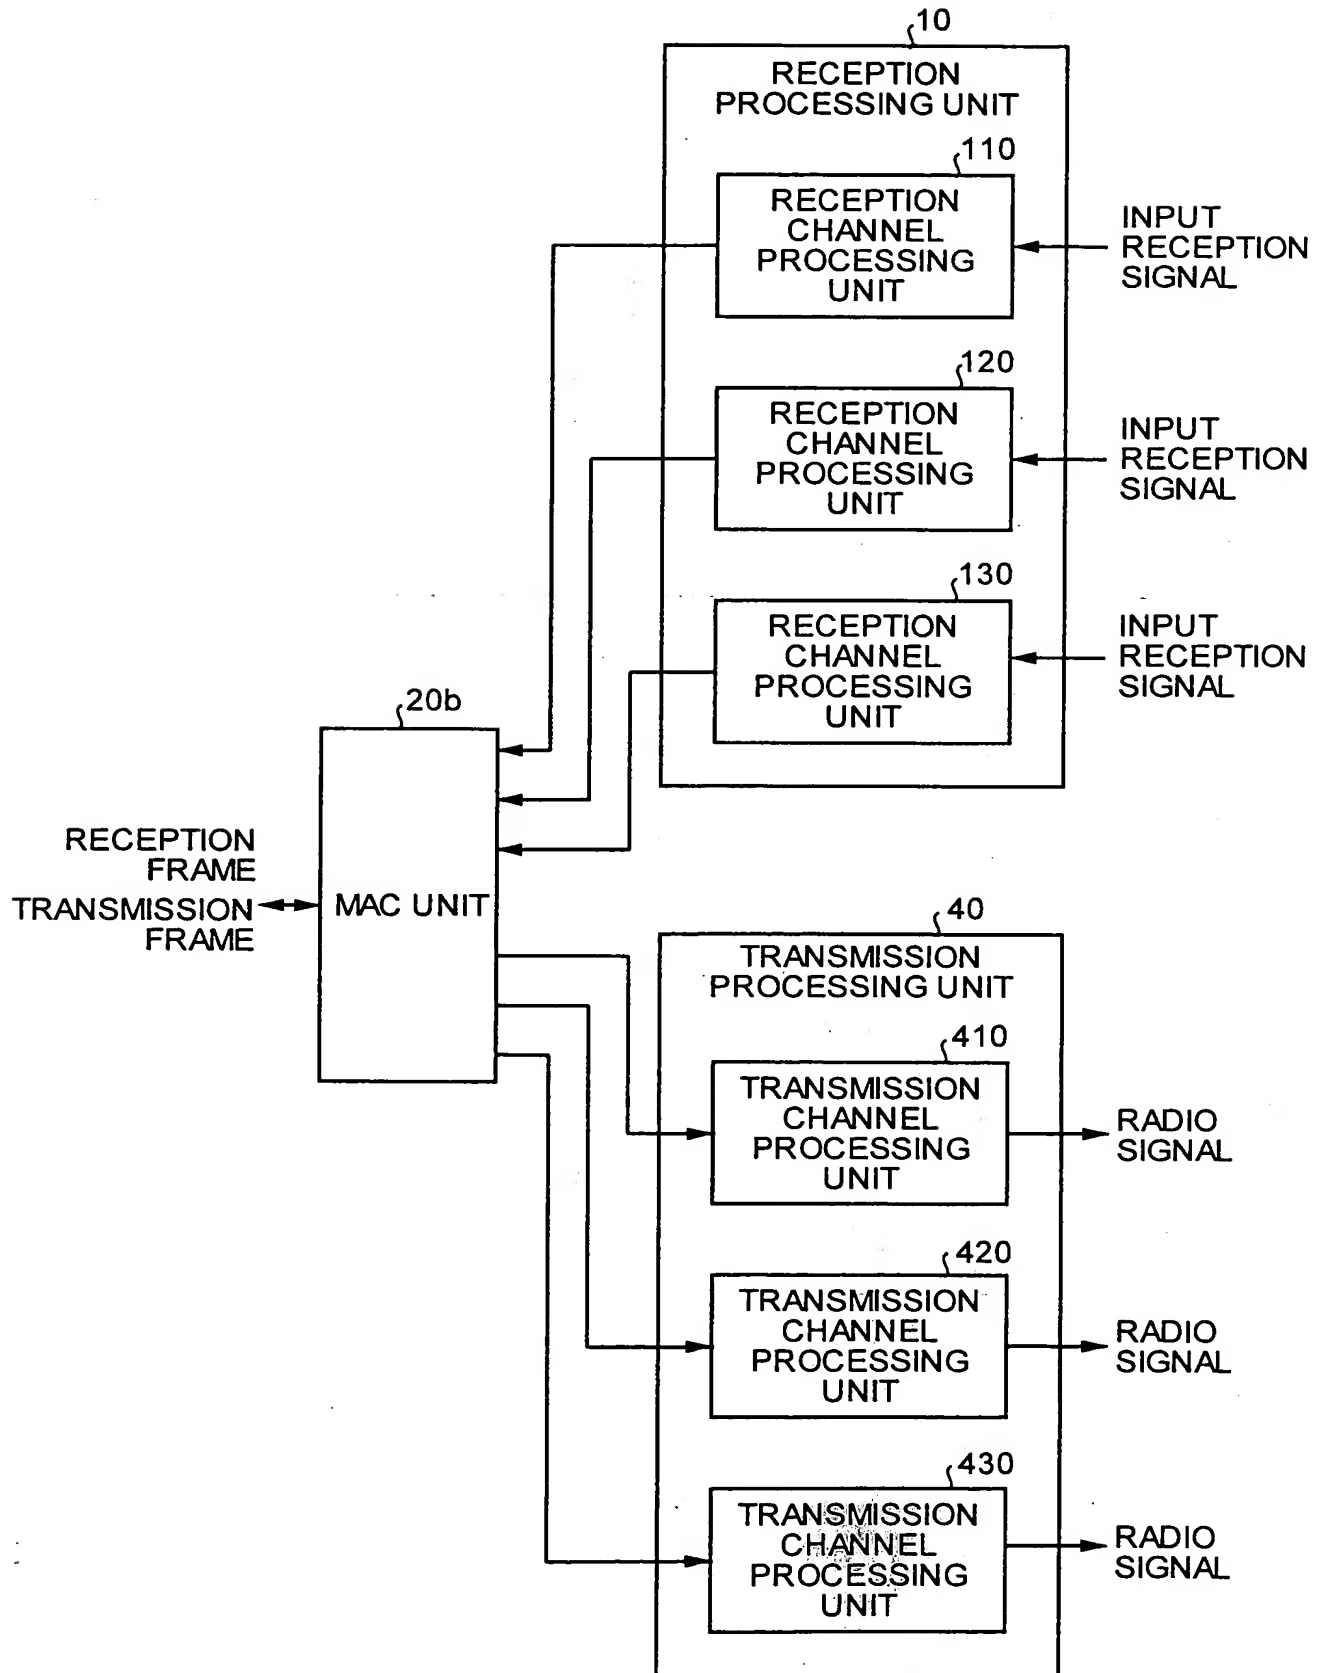 10
RECEPTION
PROCESSING UNIT
110
RECEPTION
CHANNEL
PROCESSING
UNIT
INPUT
RECEPTION
SIGNAL
120
RECEPTION
CHANNEL
PROCESSING
UNIT
INPUT
RECEPTION
SIGNAL
130
RECEPTION
CHANNEL
PROCESSING
UNIT
INPUT
RECEPTION
SIGNAL
20b
MAC UNIT
RECEPTION
FRAME
TRANSMISSION
FRAME
40
TRANSMISSION
PROCESSING UNIT
410
TRANSMISSION
CHANNEL
PROCESSING
UNIT
RADIO
SIGNAL
420
TRANSMISSION
CHANNEL
PROCESSING
UNIT
RADIO
SIGNAL
430
TRANSMISSION
CHANNEL
PROCESSING
UNIT
RADIO
SIGNAL